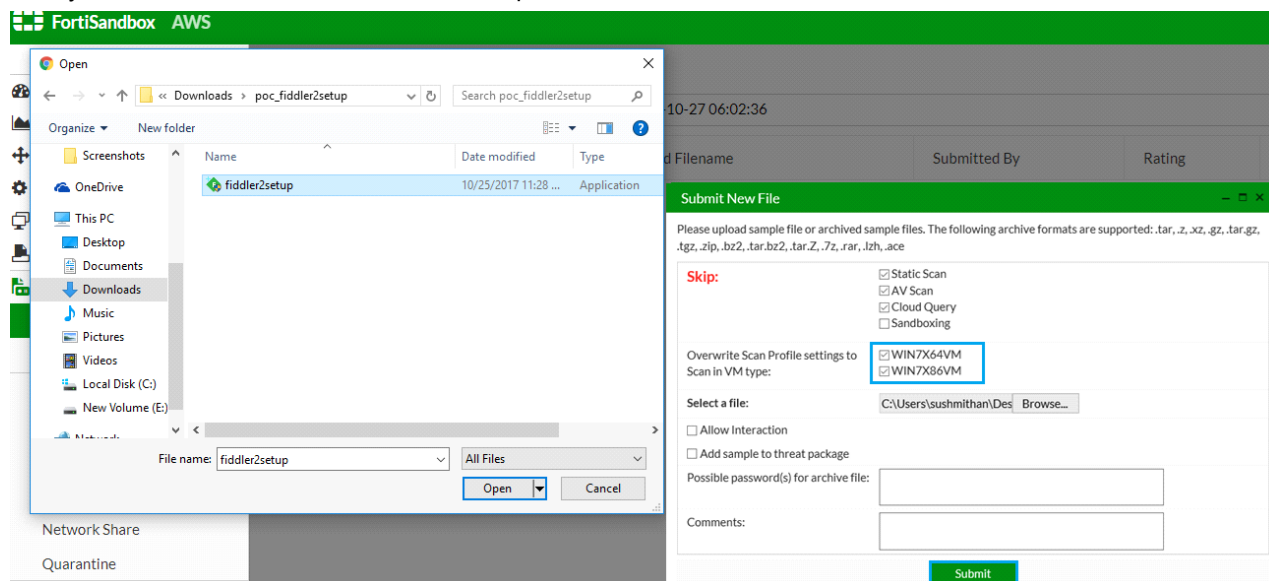 FortiSandbox AWS
Open
« Downloads > poc_fiddler2setup
Search poc_fiddler2setup
Organize
New folder
Screenshots
OneDrive
This PC
Desktop
Documents
Downloads
Music
Pictures
Videos
Local Disk (C:)
New Volume (E:)
Network
Name
Date modified
Type
fiddler2setup
10/25/2017 11:28 ...
Application
File name:
fiddler2setup
All Files
Open
Cancel
Network Share
Quarantine
-10-27 06:02:36
d Filename
Submitted By
Rating
Submit New File
Please upload sample file or archived sample files. The following archive formats are supported: .tar, .z, .xz, .gz, .tar.gz,
.tgz, .zip, .bz2, .tar.bz2, .tar.Z, .7z, .rar, .lzh, .ace
Skip:
Static Scan
AV Scan
Cloud Query
Sandboxing
Overwrite Scan Profile settings to
Scan in VM type:
WIN7X64VM
WIN7X86VM
Select a file:
C:\Users\sushmithan\Des
Browse...
Allow Interaction
Add sample to threat package
Possible password(s) for archive file:
Comments:
Submit